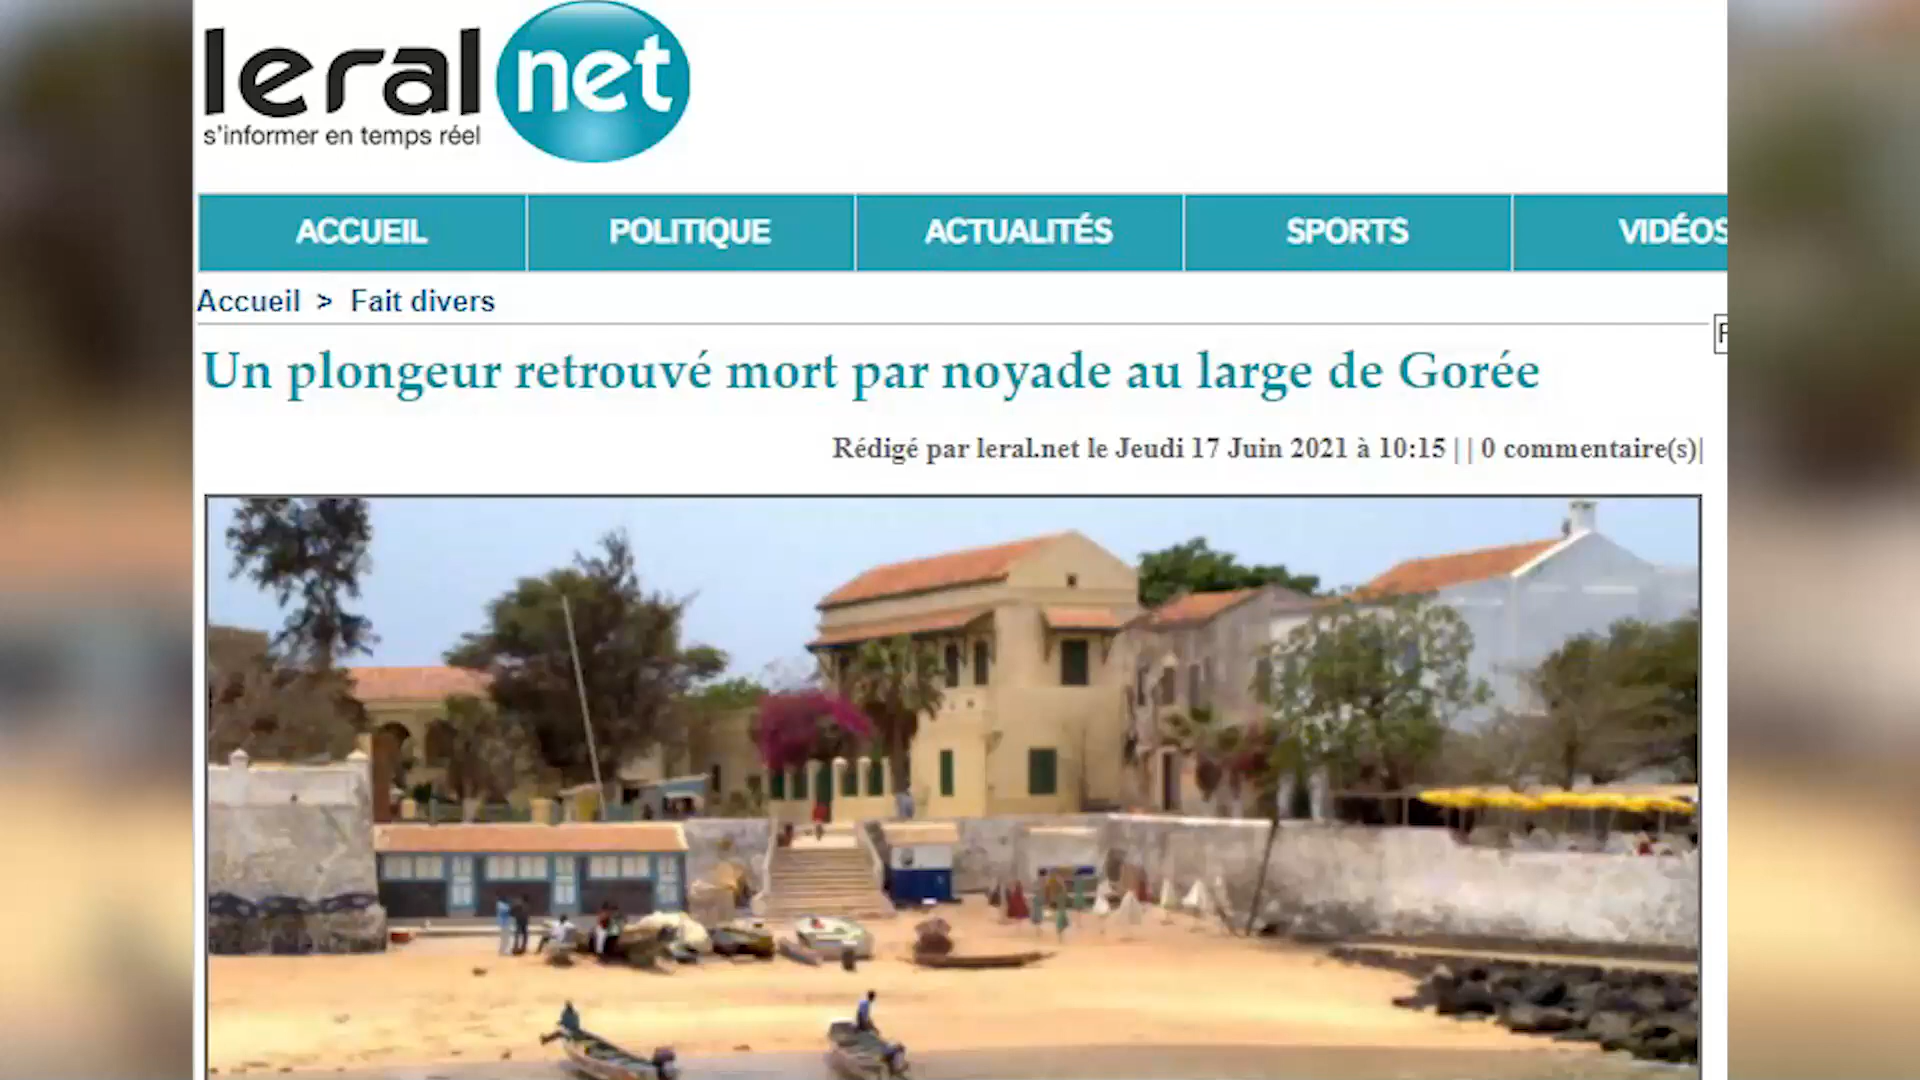 leral net
s'informer en temps réel
ACCUEIL POLITIQUE ACTUALITÉS SPORTS VIDÉOS
Accueil > Fait divers
Un plongeur retrouvé mort par noyade au large de Gorée
Rédigé par leral.net le Jeudi 17 Juin 2021 à 10:15 | | 0 commentaire(s)|